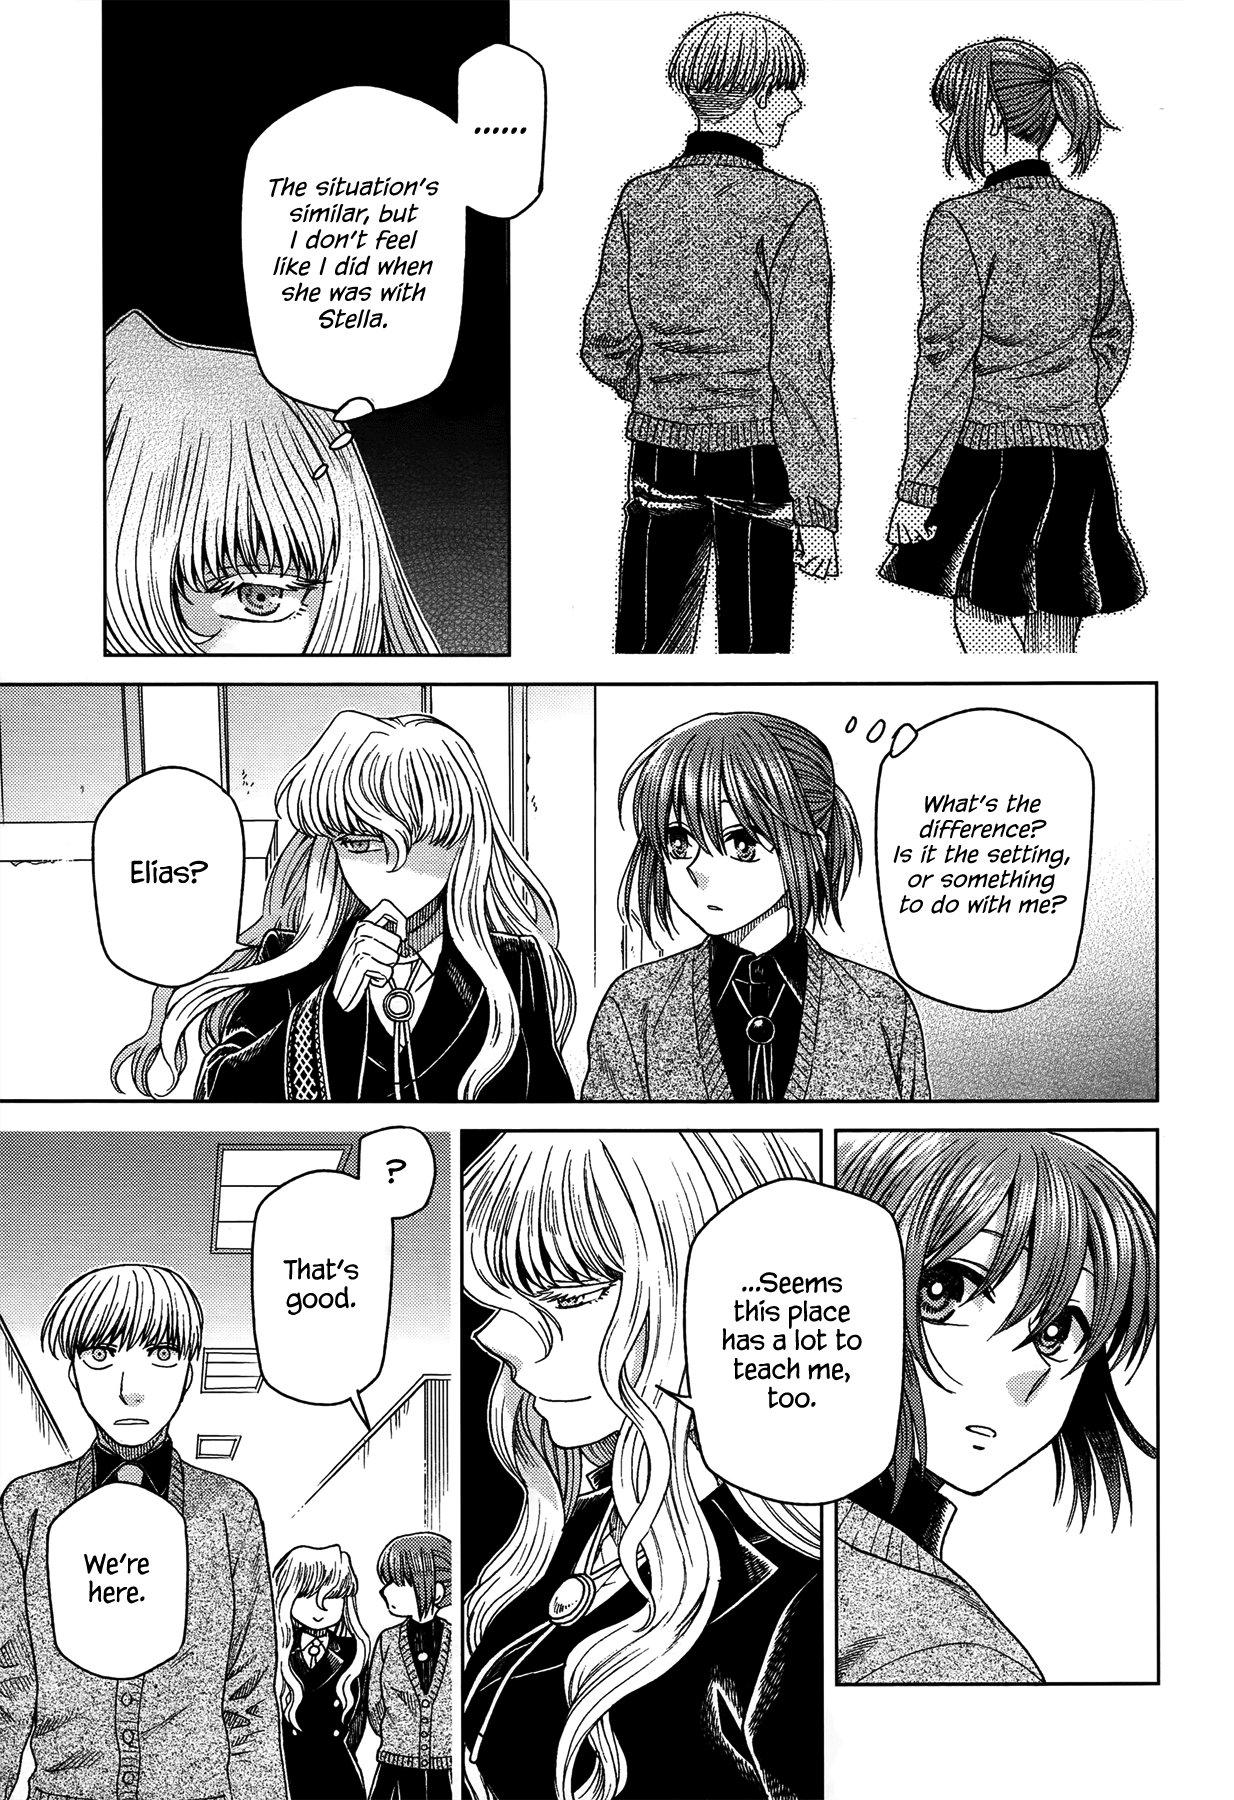 ......
The situation's
similar, but
I don't feel
like I did when
she was with
Stella.
What's the
difference?
Is it the setting,
or something
to do with me?
Elias?
...Seems
this place
has a lot to
teach me,
too.
?
That's
good.
We're
here.